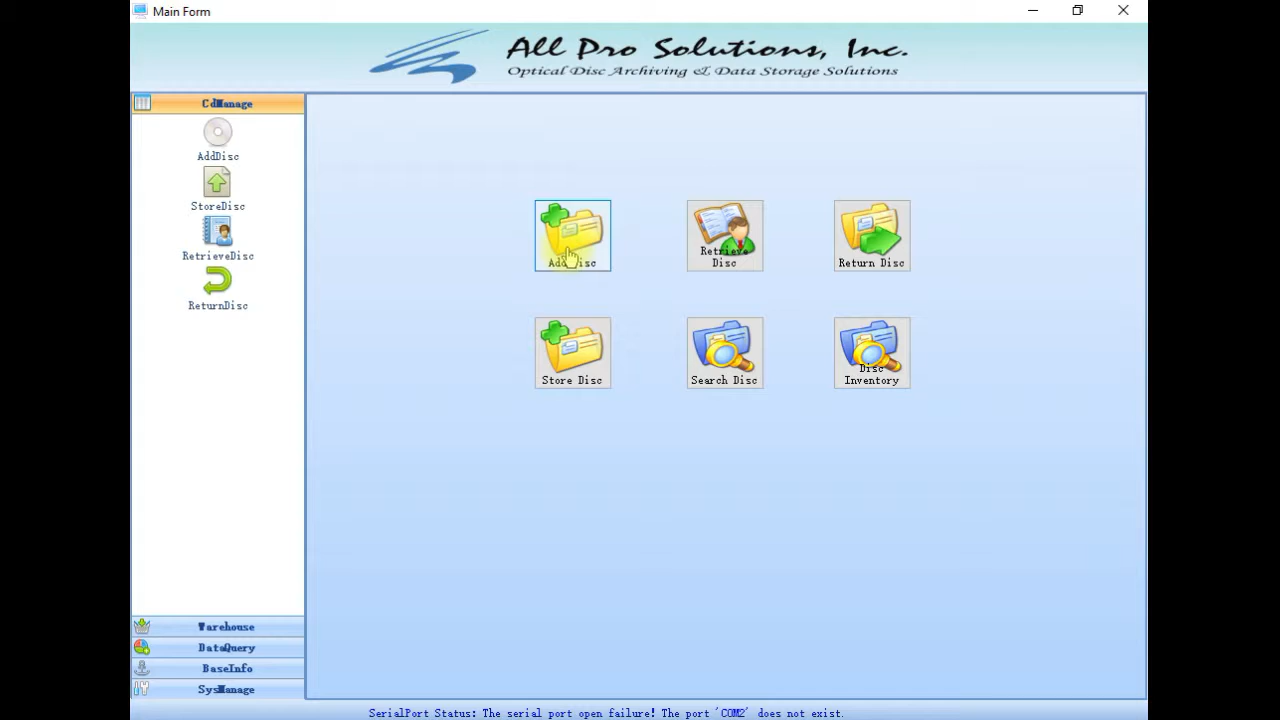 Main Form
All Pro Solutions, Inc.
Optical Disc Archiving & Data Storage Solutions
CdManage
AddDisc
StoreDisc
RetrieveDisc
ReturnDisc
Add Disc
Retrieve
Disc
Return Disc
Store Disc
Search Disc
Disc
Inventory
Warehouse
DataQuery
BaseInfo
SysManage
SerialPort Status: The serial port open failure! The port 'COM2' does not exist.